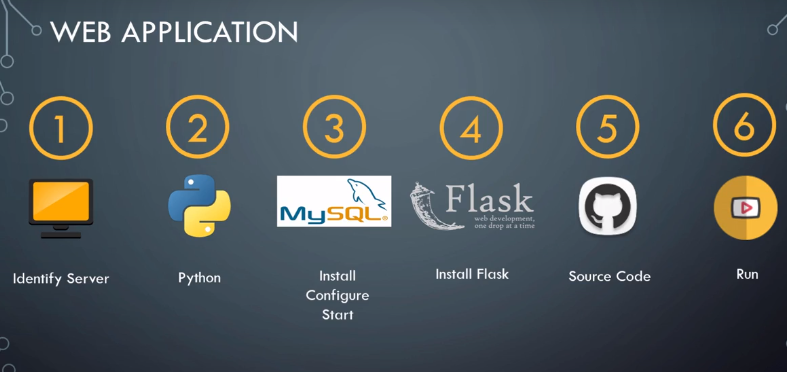 WEB APPLICATION
1
2
3
4
5
6
MySQL®
Flask
web development,
one drop at a time
Identify Server
Python
Install
Configure
Start
Install Flask
Source Code
Run